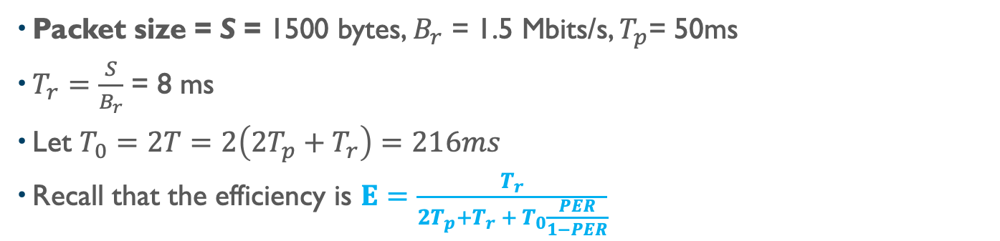 • Packet size = S = 1500 bytes, $B_r$ = 1.5 Mbits/s, $T_p$= 50ms
• $T_r = \frac{S}{B_r}$ = 8 ms
• Let $T_0 = 2T = 2(2T_p + T_r) = 216ms$
• Recall that the efficiency is $E = \frac{T_r}{2T_p+T_r+T_0\frac{PER}{1-PER}}$